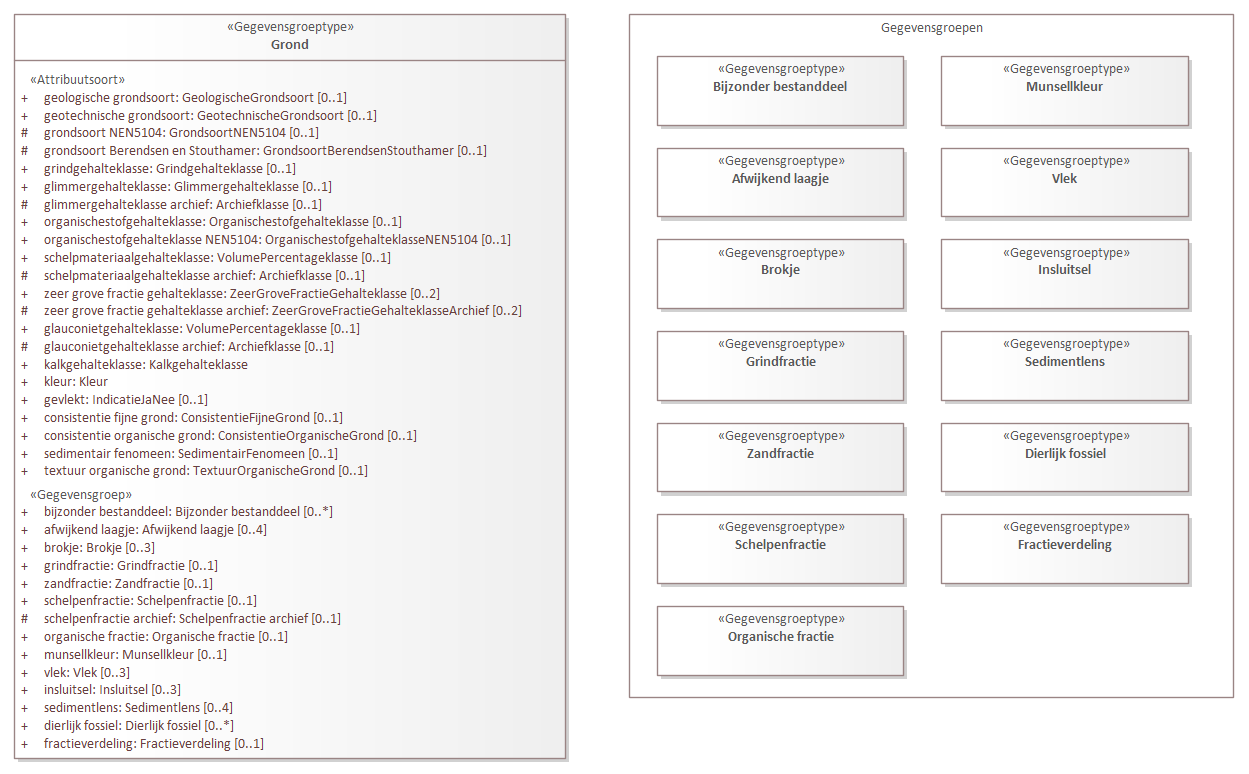 «Gegevensgroeptype»
Grond
«Attribuutsoort»
+ geologische grondsoort: GeologischeGrondsoort [0..1]
+ geotechnische grondsoort: GeotechnischeGrondsoort [0..1]
# grondsoort NEN5104: GrondsoortNEN5104 [0..1]
# grondsoort Berendsen en Stouthamer: GrondsoortBerendsenStouthamer [0..1]
+ grindgehalteklasse: Grindgehalteklasse [0..1]
+ glimmergehalteklasse: Glimmergehalteklasse [0..1]
# glimmergehalteklasse archief: Archiefklasse [0..1]
+ organischestofgehalteklasse: Organischestofgehalteklasse [0..1]
+ organischestofgehalteklasse NEN5104: OrganischestofgehalteklasseNEN5104 [0..1]
+ schelpmateriaalgehalteklasse: VolumePercentageklasse [0..1]
# schelpmateriaalgehalteklasse archief: Archiefklasse [0..1]
+ zeer grove fractie gehalteklasse: ZeerGroveFractieGehalteklasse [0..2]
# zeer grove fractie gehalteklasse archief: ZeerGroveFractieGehalteklasseArchief [0..2]
+ glauconietgehalteklasse: VolumePercentageklasse [0..1]
# glauconietgehalteklasse archief: Archiefklasse [0..1]
+ kalkgehalteklasse: Kalkgehalteklasse
+ kleur: Kleur
+ gevlekt: IndicatieJaNee [0..1]
+ consistentie fijne grond: ConsistentieFijneGrond [0..1]
+ consistentie organische grond: ConsistentieOrganischeGrond [0..1]
+ sedimentair fenomeen: SedimentairFenomeen [0..1]
+ textuur organische grond: TextuurOrganischeGrond [0..1]
«Gegevensgroep»
+ bijzonder bestanddeel: Bijzonder bestanddeel [0..*]
+ afwijkend laagje: Afwijkend laagje [0..4]
+ brokje: Brokje [0..3]
+ grindfractie: Grindfractie [0..1]
+ zandfractie: Zandfractie [0..1]
+ schelpenfractie: Schelpenfractie [0..1]
# schelpenfractie archief: Schelpenfractie archief [0..1]
+ organische fractie: Organische fractie [0..1]
+ munsellkleur: Munsellkleur [0..1]
+ vlek: Vlek [0..3]
+ insluitsel: Insluitsel [0..3]
+ sedimentlens: Sedimentlens [0..4]
+ dierlijk fossiel: Dierlijk fossiel [0..*]
+ fractieverdeling: Fractieverdeling [0..1]
Gegevensgroepen
«Gegevensgroeptype»
Bijzonder bestanddeel
«Gegevensgroeptype»
Munsellkleur
«Gegevensgroeptype»
Afwijkend laagje
«Gegevensgroeptype»
Vlek
«Gegevensgroeptype»
Brokje
«Gegevensgroeptype»
Insluitsel
«Gegevensgroeptype»
Grindfractie
«Gegevensgroeptype»
Sedimentlens
«Gegevensgroeptype»
Zandfractie
«Gegevensgroeptype»
Dierlijk fossiel
«Gegevensgroeptype»
Schelpenfractie
«Gegevensgroeptype»
Fractieverdeling
«Gegevensgroeptype»
Organische fractie